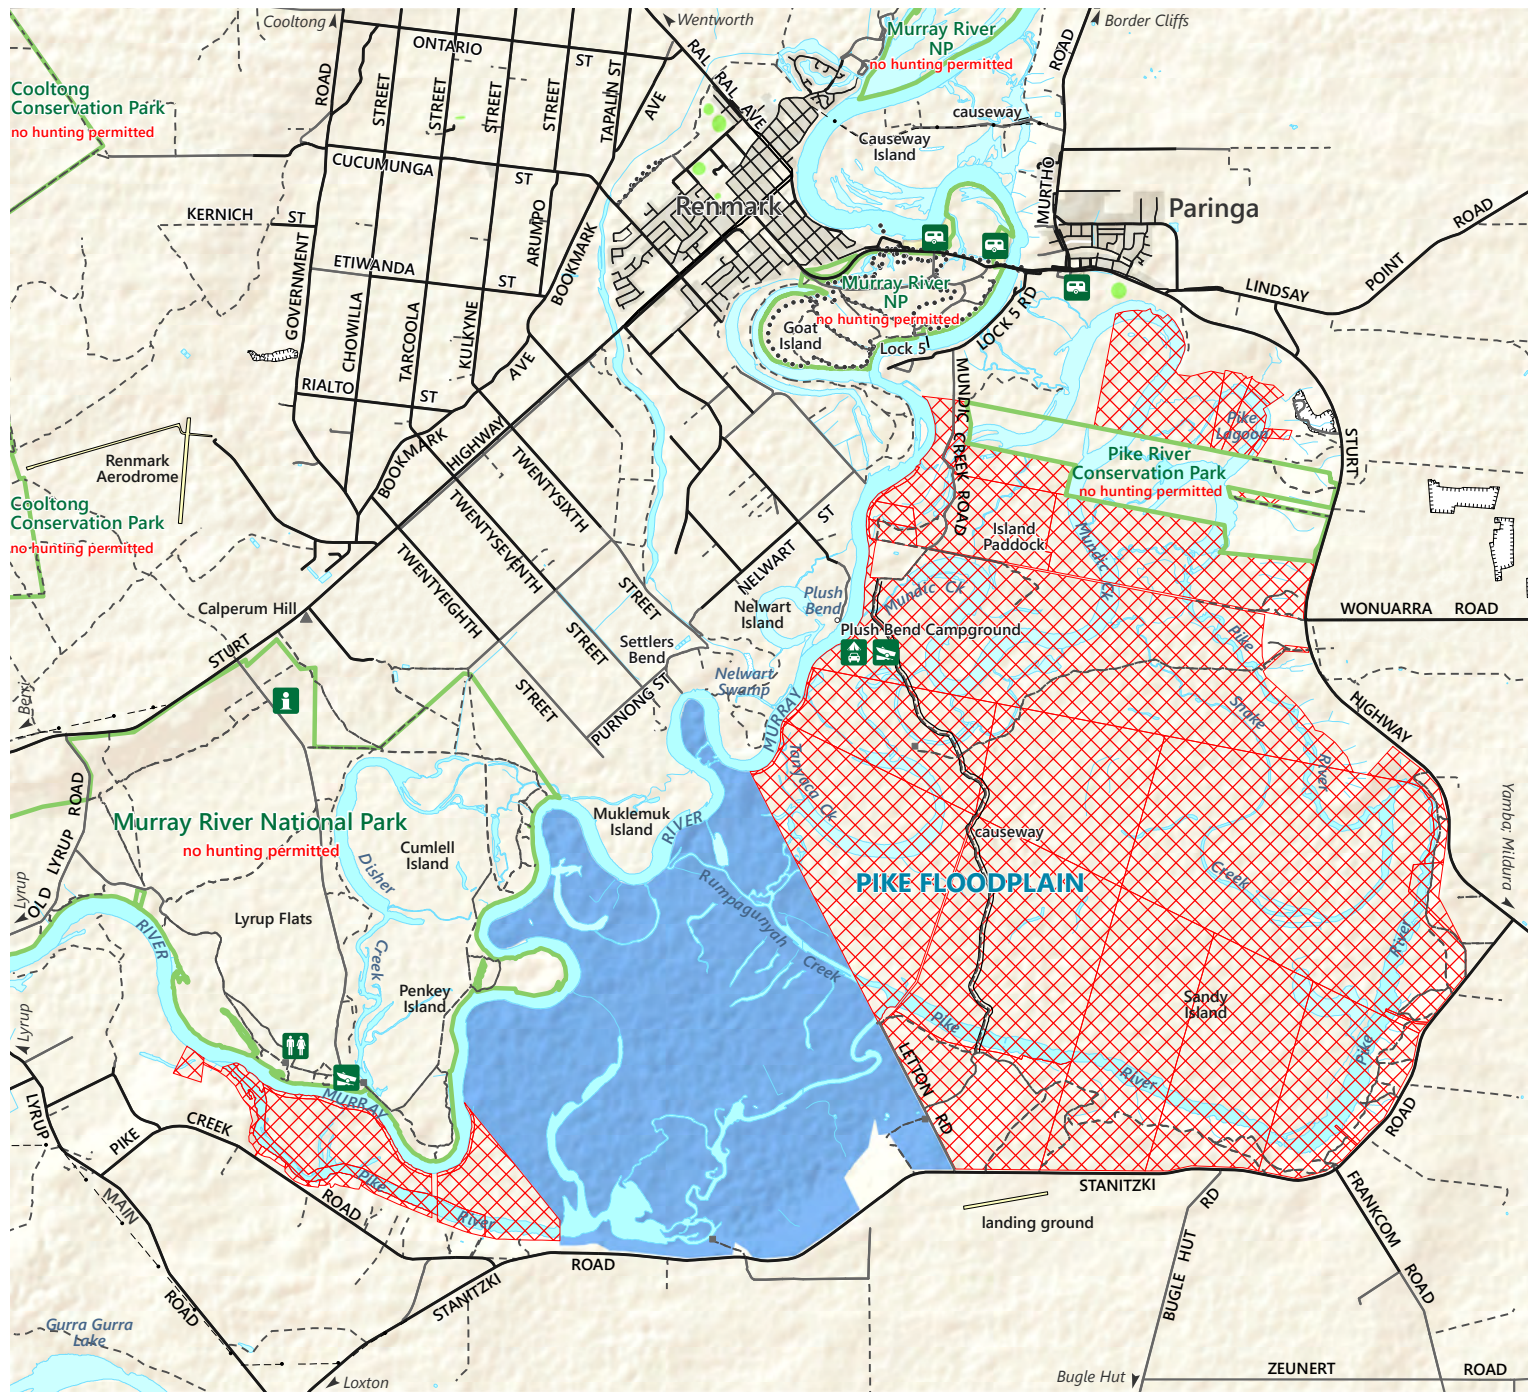 Cooltong
Wentworth
Border Cliffs
Murray River
NP
no hunting permitted
ONTARIO
ST
RAL RAL AVE
ROAD
ROAD
STREET
STREET
STREET
STREET
TAPALIN ST
AVE
Cooltong
Conservation Park
no hunting permitted
causeway
Causeway
Island
CUCUMUNGA
ST
MURTHO
KERNICH
ST
ARUMPO
Renmark
Paringa
ROAD
POINT
LINDSAY
ETIWANDA
ST
BOOKMARK
GOVERNMENT
CHOWILLA
TARCOOLA
KULKYNE
AVE
Murray River
NP
no hunting permitted
Goat
Island
Lock 5
LOCK 5 RD
RIALTO
ST
MUNDIC CREEK ROAD
Pike
Lagoon
STURT
BOOKMARK
HIGHWAY
TWENTYSIXTH
Renmark
Aerodrome
Pike River
Conservation Park
no hunting permitted
Cooltong
Conservation Park
no hunting permitted
TWENTYSEVENTH
TWENTYEIGHTH
ST
NELWART
Island
Paddock
Mundic Ck
Mundic Ck
STREET
STREET
STREET
Plush
Bend
Nelwart
Island
Calperum Hill
STURT
Settlers
Bend
Plush Bend Campground
WONUARRA ROAD
Pike
Snake
River
Nelwart
Swamp
PURNONG ST
MURRAY
Tanyaca Ck
HIGHWAY
Berri
OLD LYRUP ROAD
Yamba, Mildura
Murray River National Park
no hunting permitted
Muklemuk
Island
RIVER
Cumlell
Island
Disher
Creek
causeway
PIKE FLOODPLAIN
Creek
Lyrup
Lyrup Flats
RIVER
Rumpagunyah
Creek
River
Penkey
Island
Sandy
Island
Pike
River
Pike
Lyrup
LETTON RD
MURRAY
LYRUP
PIKE
CREEK
ROAD
ROAD
Pike
River
STANITZKI
RD
FRANKCOM
ROAD
MAIN
ROAD
landing ground
BUGLE HUT
ROAD
STANITZKI
Gurra Gurra
Lake
Loxton
Bugle Hut
ZEUNERT
ROAD